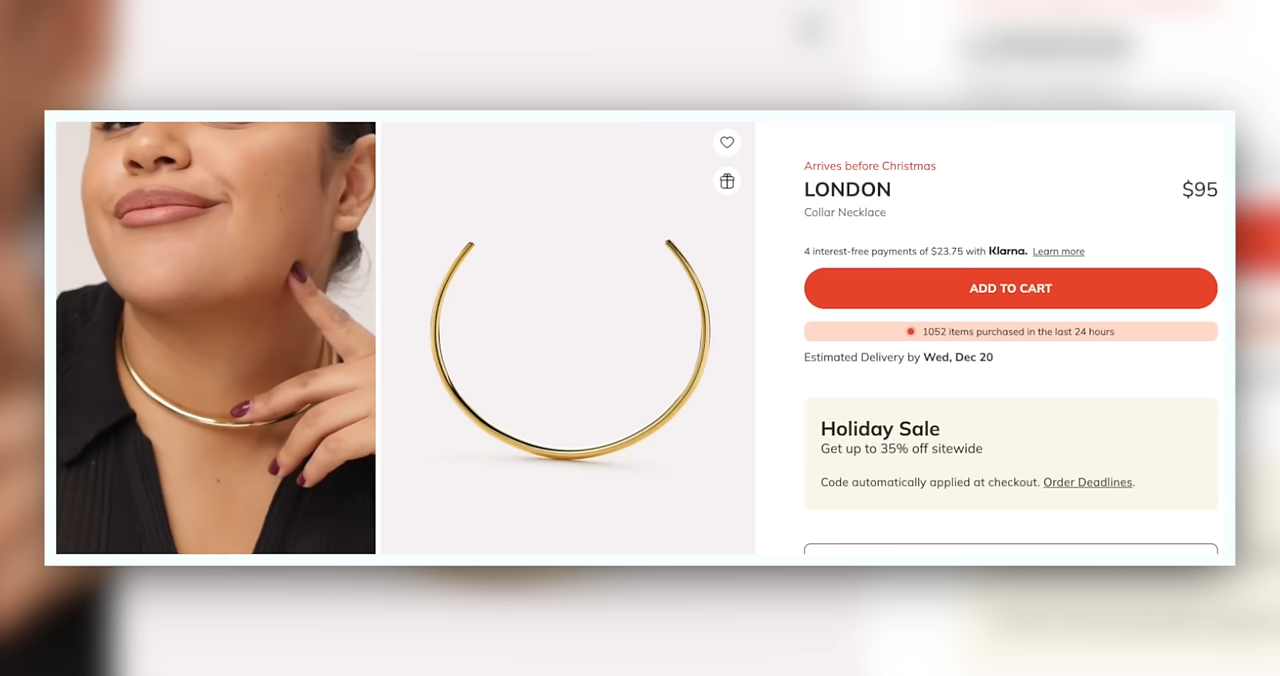 Arrives before Christmas
LONDON
$95
Collar Necklace
4 interest-free payments of $23.75 with Klarna. Learn more
ADD TO CART
1052 items purchased in the last 24 hours
Estimated Delivery by Wed, Dec 20
Holiday Sale
Get up to 35% off sitewide
Code automatically applied at checkout. Order Deadlines.